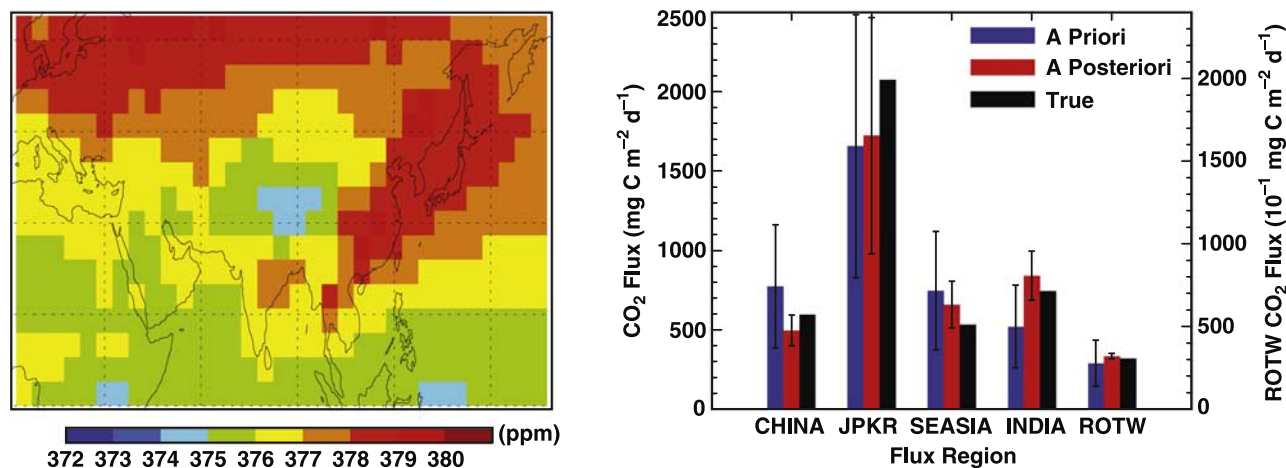 (ppm)
372 373 374 375 376 377 378 379 380
CO₂ Flux (mg C m⁻² d⁻¹)
2500
2000
1500
1000
500
0
A Priori
A Posteriori
True
2000
1500
1000
500
0
ROTW CO₂ Flux (10⁻¹ mg C m⁻² d⁻¹)
CHINA JPKR SEASIA INDIA ROTW
Flux Region